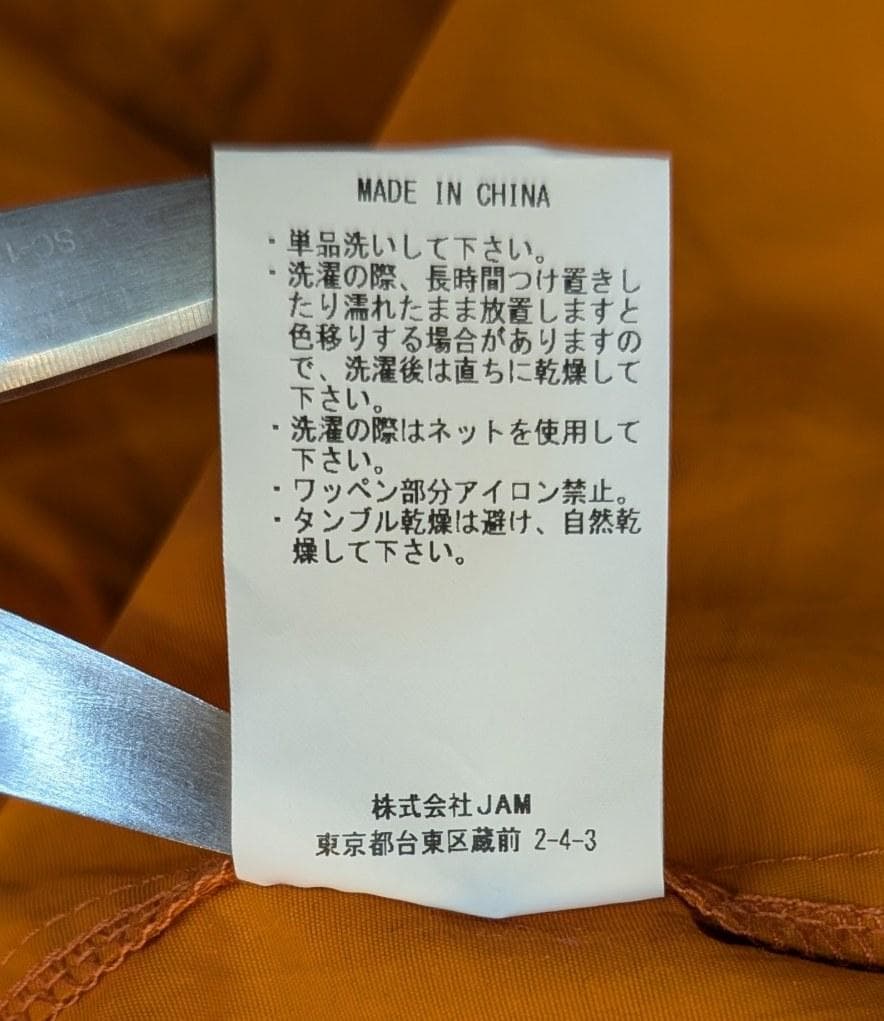 MADE IN CHINA
・単品洗いして下さい。
・洗濯の際、長時間つけ置きし
たり濡れたまま放置しますと
色移りする場合がありますの
で、洗濯後は直ちに乾燥して
下さい。
・洗濯の際はネットを使用して
下さい。
・ワッペン部分アイロン禁止。
・タンブル乾燥は避け、自然乾
燥して下さい。
株式会社JAM
東京都台東区蔵前 2-4-3